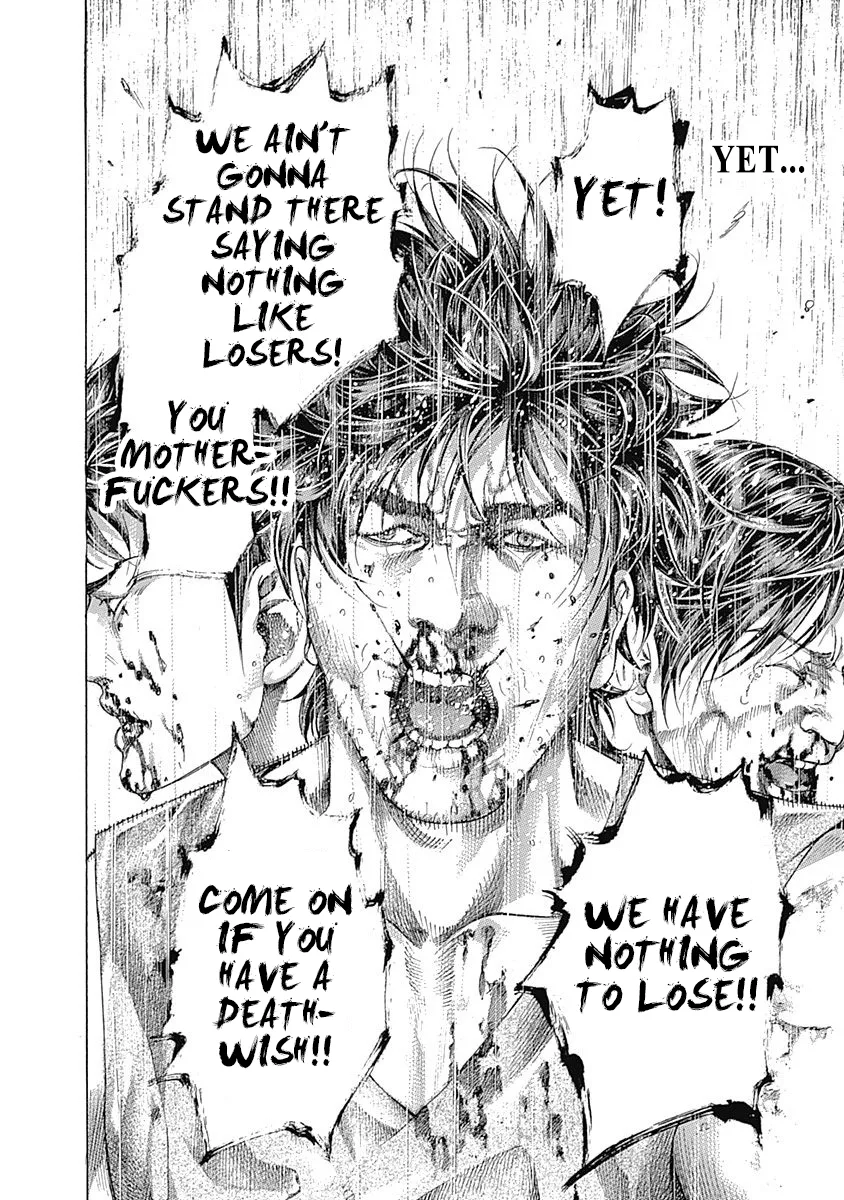 YET...
YET!
WE AIN'T
GONNA
STAND THERE
SAYING
NOTHING
LIKE
LOSERS!
YOU
MOTHER-
FUCKERS!!
WE HAVE
NOTHING
TO LOSE!!
COME ON
IF YOU
HAVE A
DEATH-
WISH!!